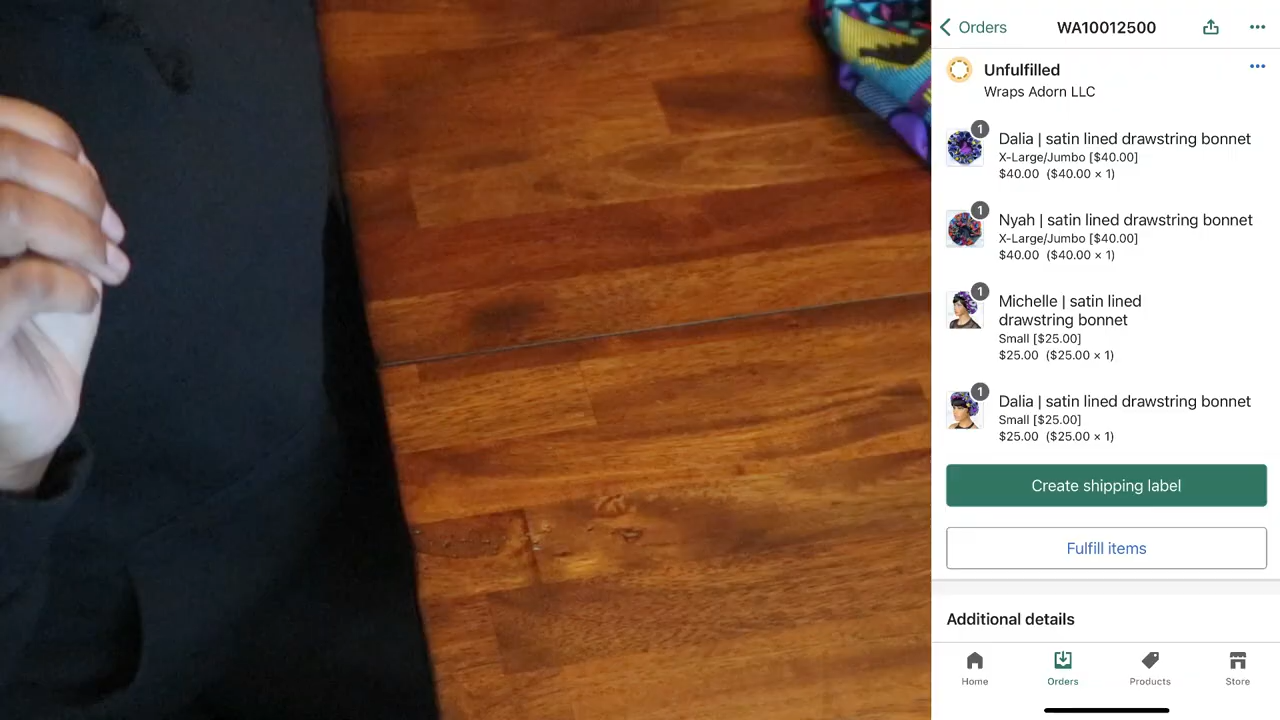 Orders
WA10012500
Unfulfilled
Wraps Adorn LLC
1
Dalia | satin lined drawstring bonnet
X-Large/Jumbo [$40.00]
$40.00 ($40.00 × 1)
1
Nyah | satin lined drawstring bonnet
X-Large/Jumbo [$40.00]
$40.00 ($40.00 × 1)
1
Michelle | satin lined
drawstring bonnet
Small [$25.00]
$25.00 ($25.00 × 1)
1
Dalia | satin lined drawstring bonnet
Small [$25.00]
$25.00 ($25.00 × 1)
Create shipping label
Fulfill items
Additional details
Home
Orders
Products
Store